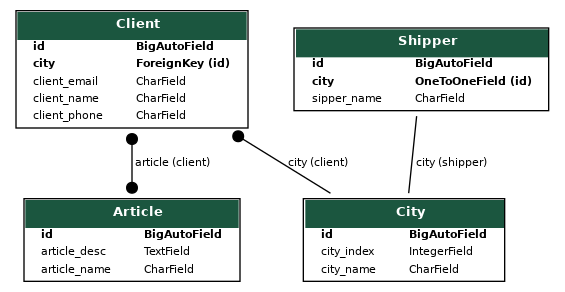 Client
id BigAutoField
city ForeignKey (id)
client_email CharField
client_name CharField
client_phone CharField
Shipper
id BigAutoField
city OneToOneField (id)
sipper_name CharField
article (client)
city (client)
city (shipper)
Article
id BigAutoField
article_desc TextField
article_name CharField
City
id BigAutoField
city_index IntegerField
city_name CharField